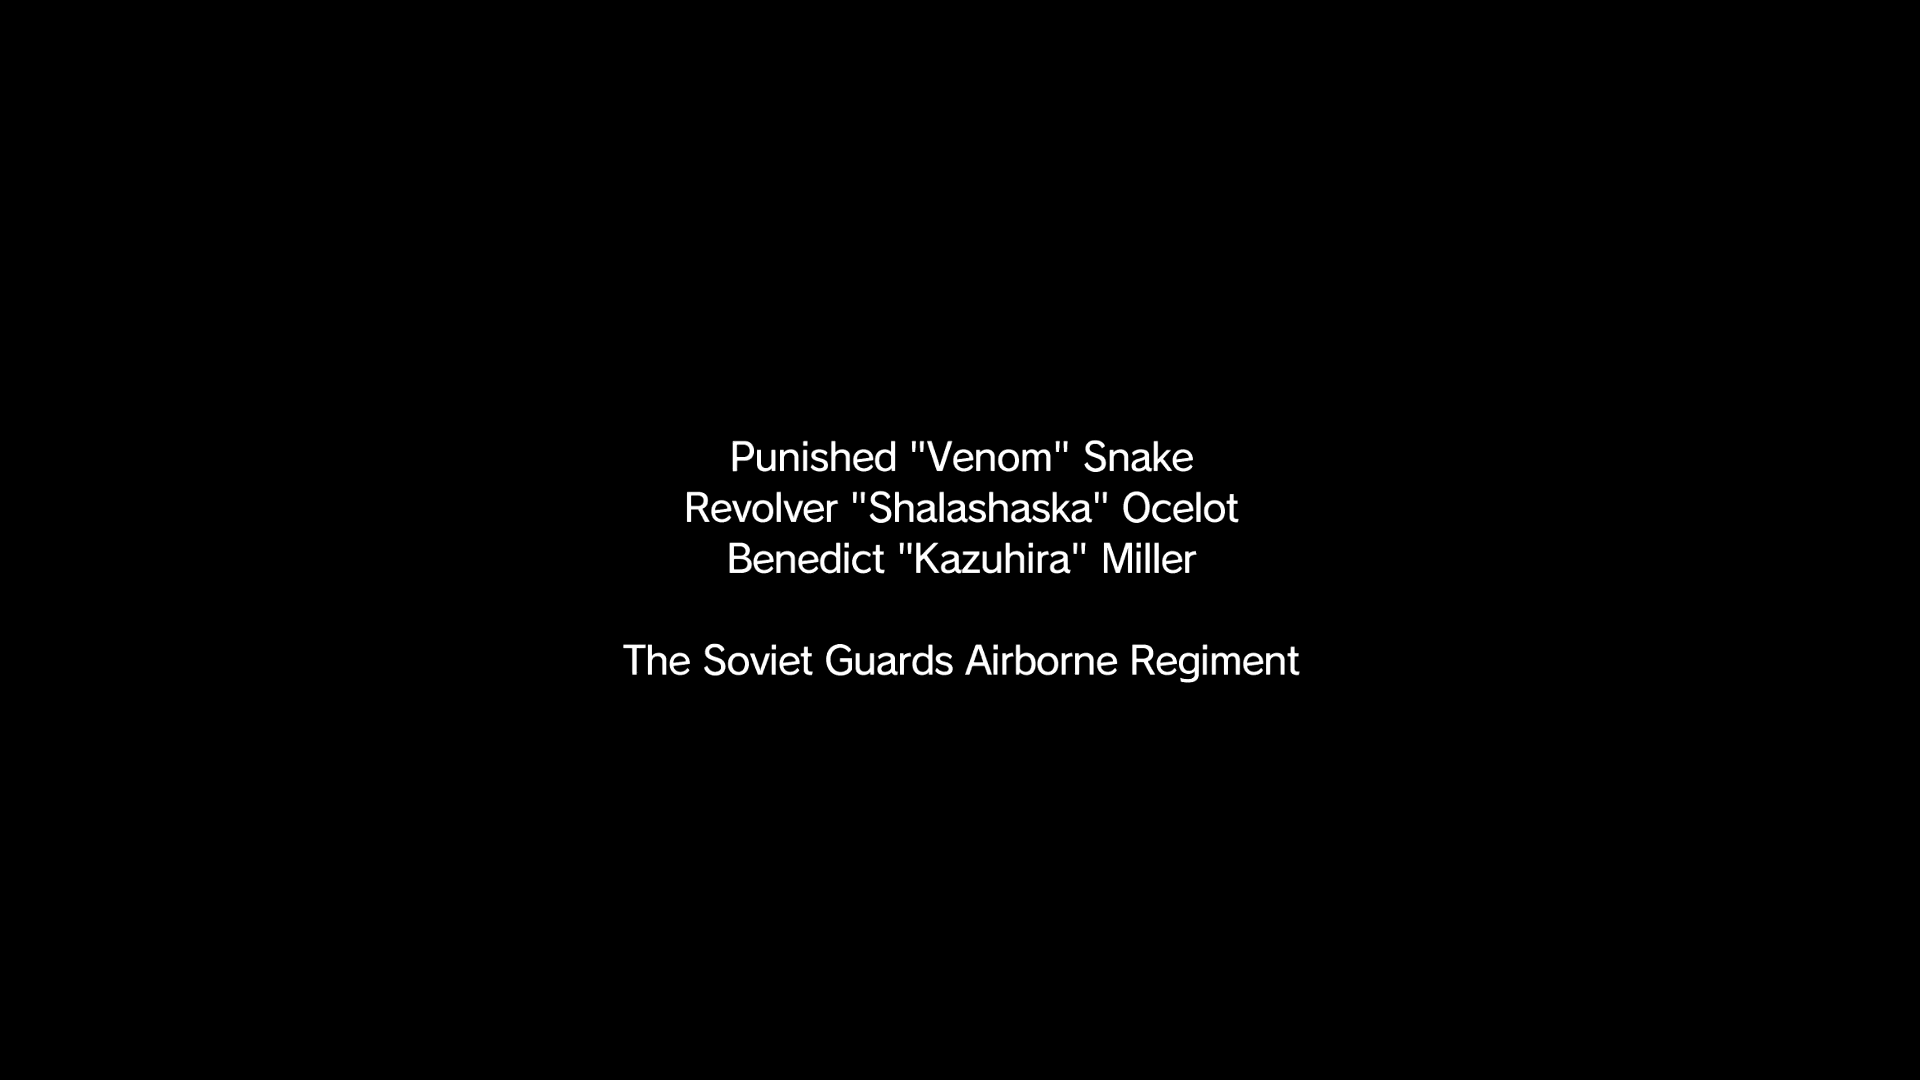 Punished "Venom" Snake
Revolver "Shalashaska" Ocelot
Benedict "Kazuhira" Miller
The Soviet Guards Airborne Regiment